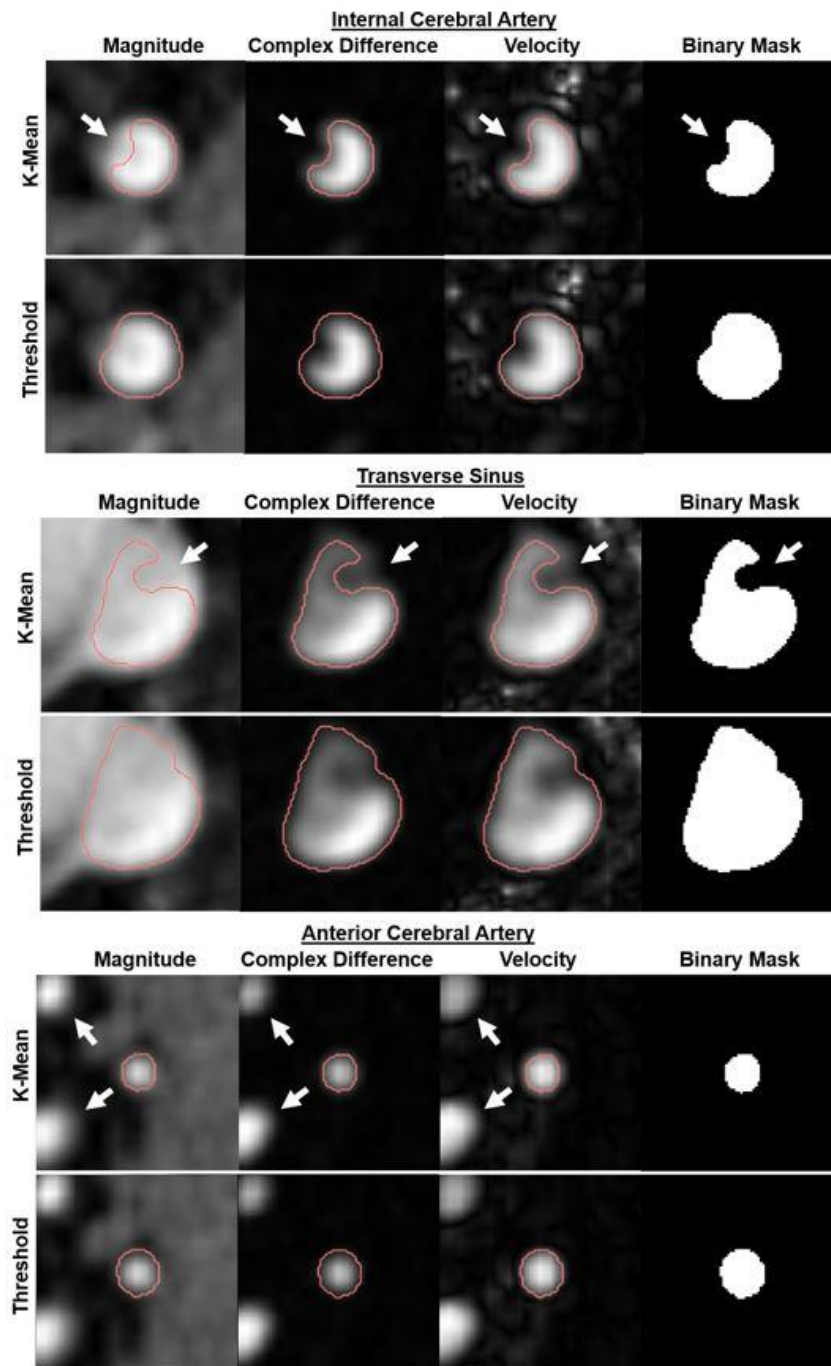 Internal Cerebral Artery
Magnitude Complex Difference Velocity Binary Mask
K-Mean
Threshold
Transverse Sinus
Magnitude Complex Difference Velocity Binary Mask
K-Mean
Threshold
Anterior Cerebral Artery
Magnitude Complex Difference Velocity Binary Mask
K-Mean
Threshold